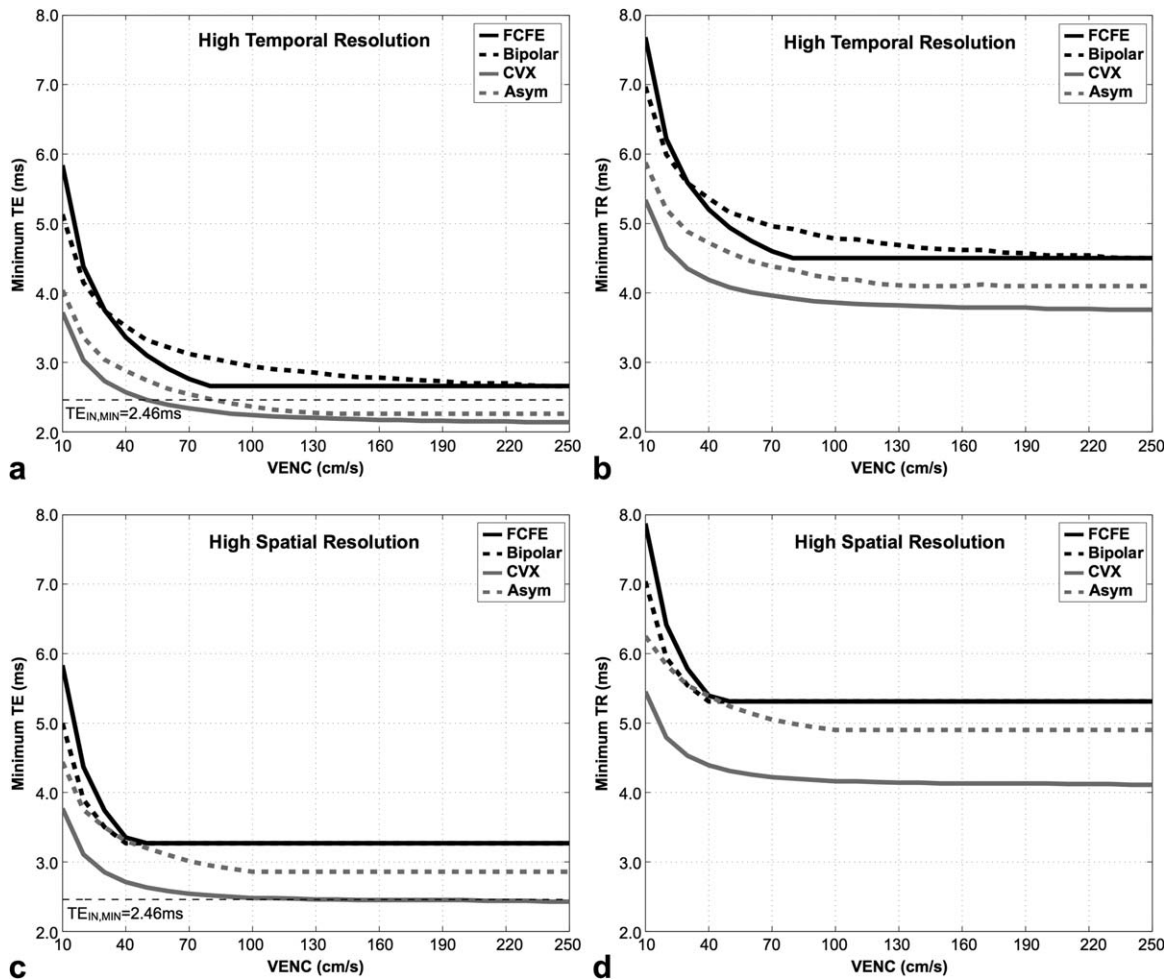 8.0
7.0
6.0
5.0
4.0
3.0
2.0
Minimum TE (ms)
High Temporal Resolution
FCFE
Bipolar
CVX
Asym
TE_IN,MIN=2.46ms
10 40 70 100 130 160 190 220 250
VENC (cm/s)
a
8.0
7.0
6.0
5.0
4.0
3.0
2.0
Minimum TR (ms)
High Temporal Resolution
FCFE
Bipolar
CVX
Asym
10 40 70 100 130 160 190 220 250
VENC (cm/s)
b
8.0
7.0
6.0
5.0
4.0
3.0
2.0
Minimum TE (ms)
High Spatial Resolution
FCFE
Bipolar
CVX
Asym
TE_IN,MIN=2.46ms
10 40 70 100 130 160 190 220 250
VENC (cm/s)
c
8.0
7.0
6.0
5.0
4.0
3.0
2.0
Minimum TR (ms)
High Spatial Resolution
FCFE
Bipolar
CVX
Asym
10 40 70 100 130 160 190 220 250
VENC (cm/s)
d